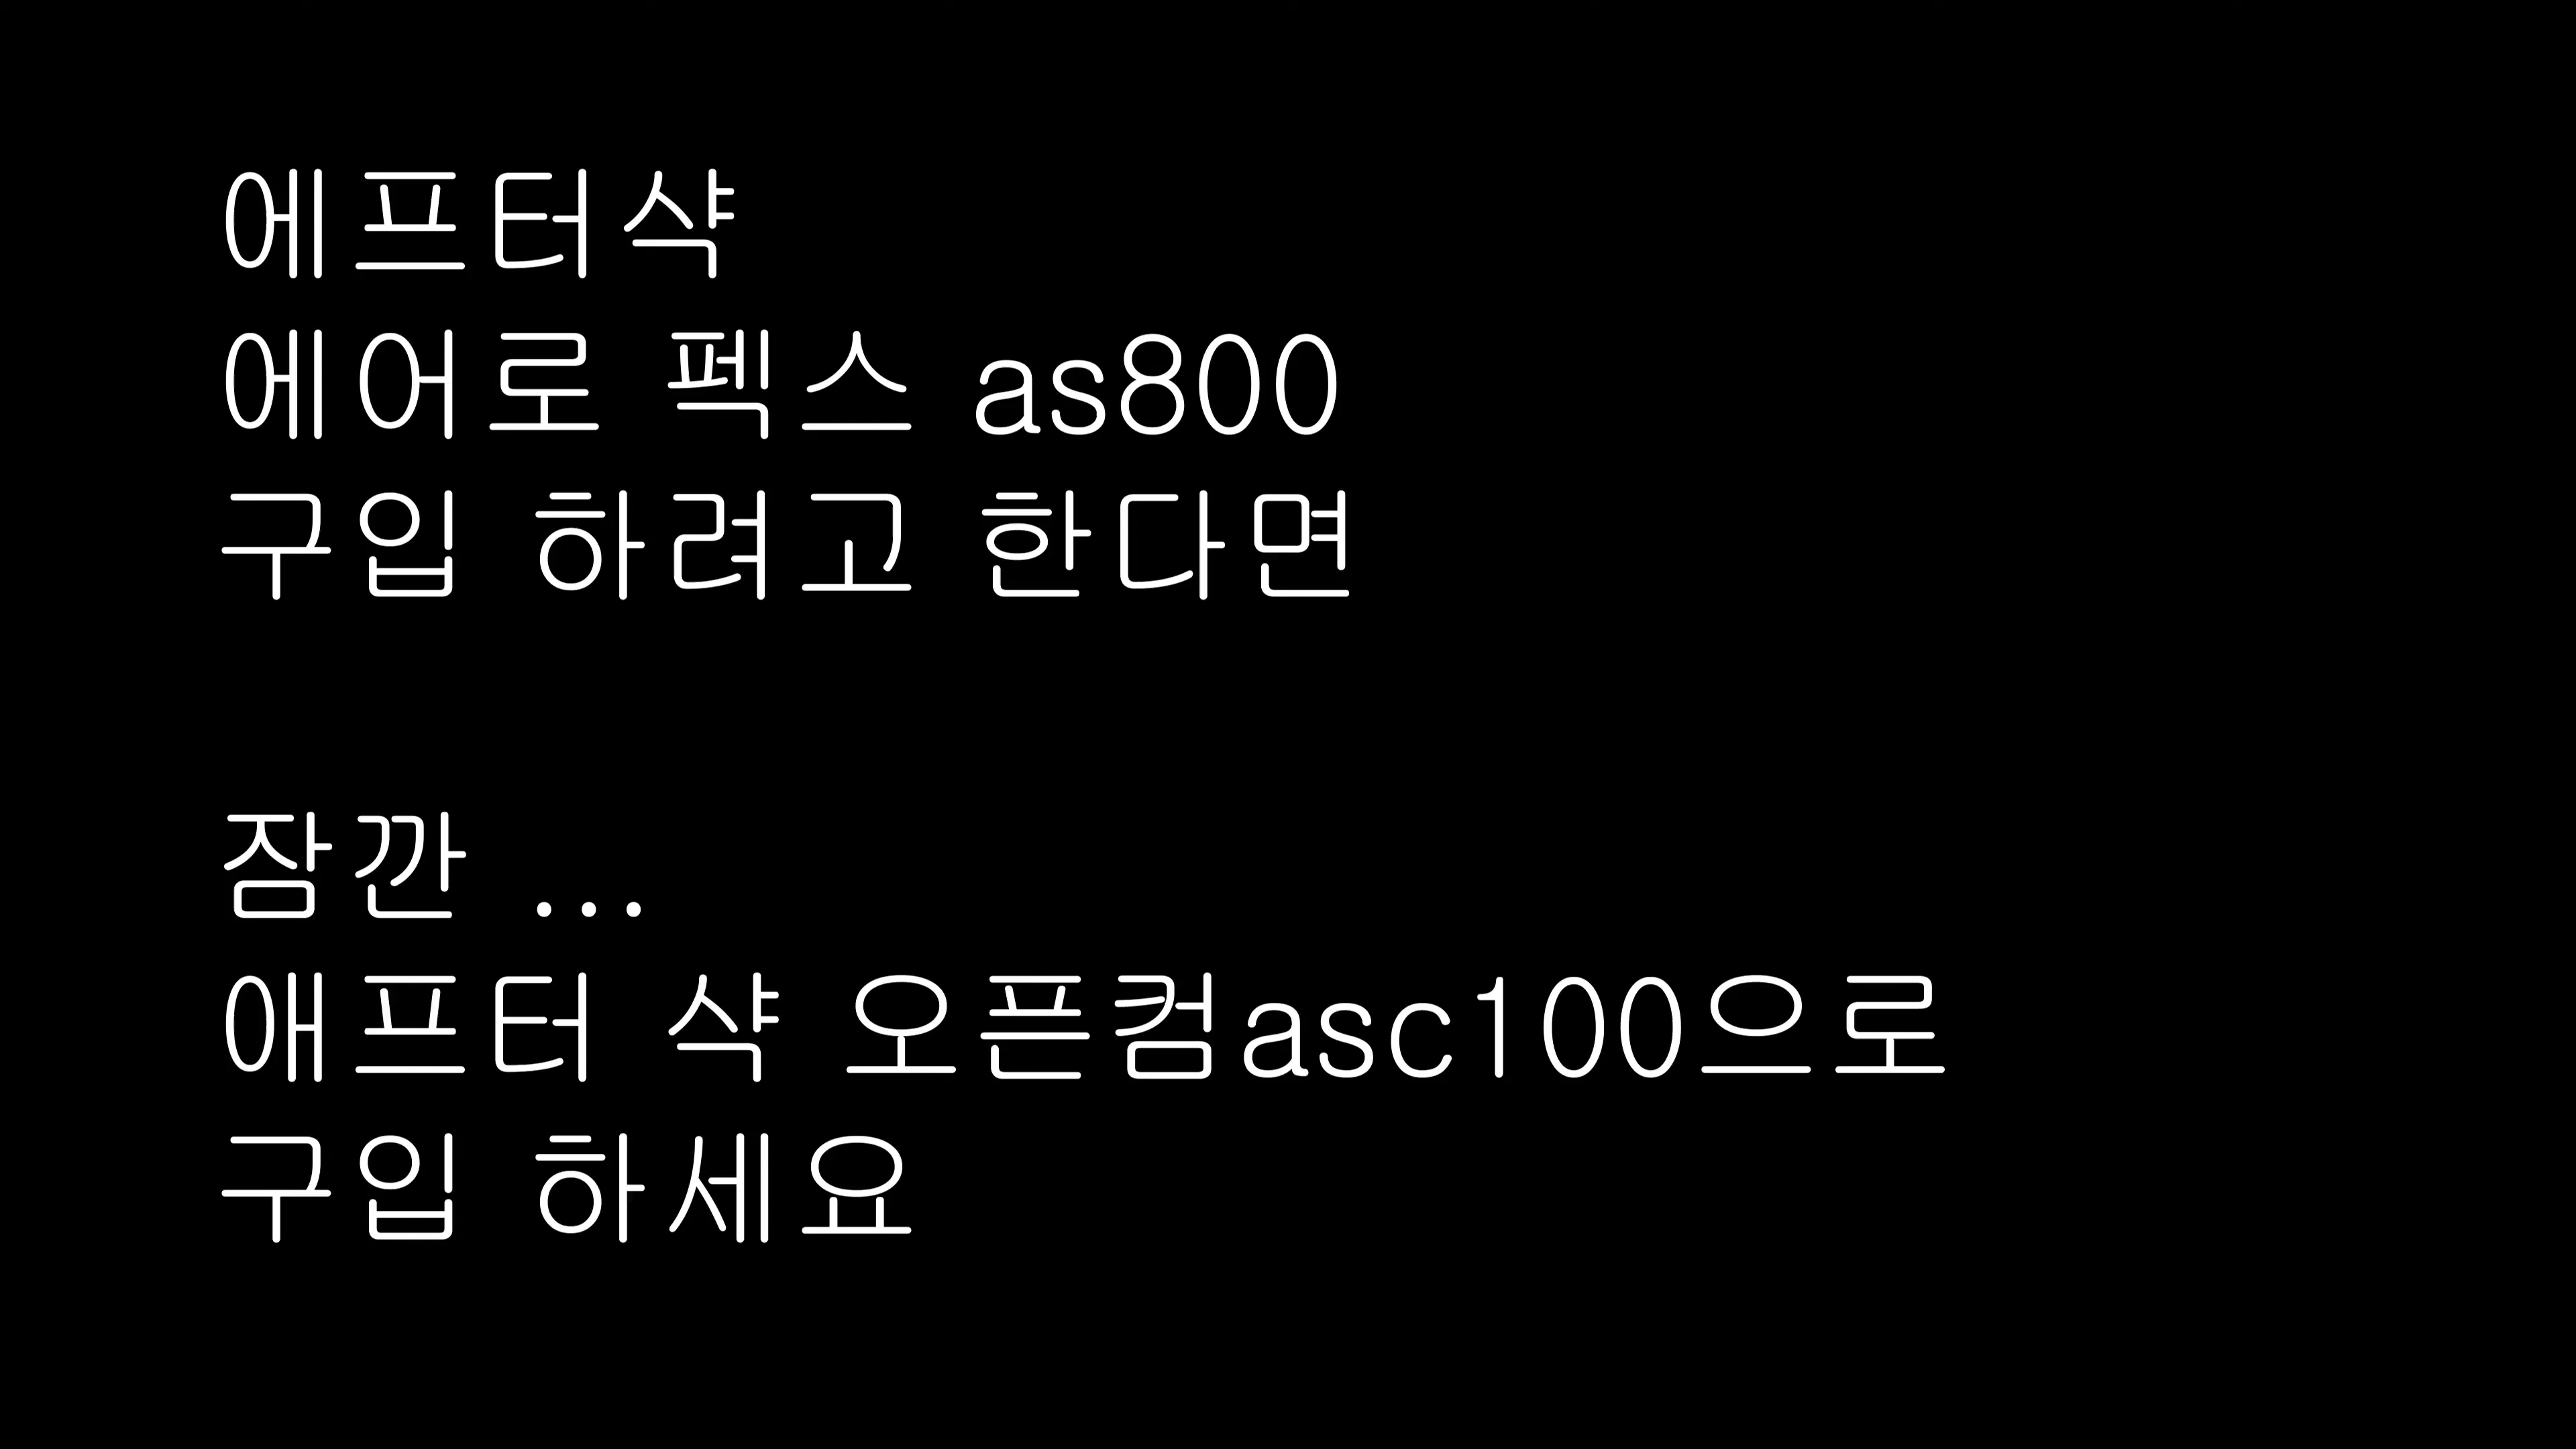 에프터샥
에어로 펙스 as800
구입 하려고 한다면
잠깐 ...
애프터 샥 오픈컴asc100으로
구입 하세요